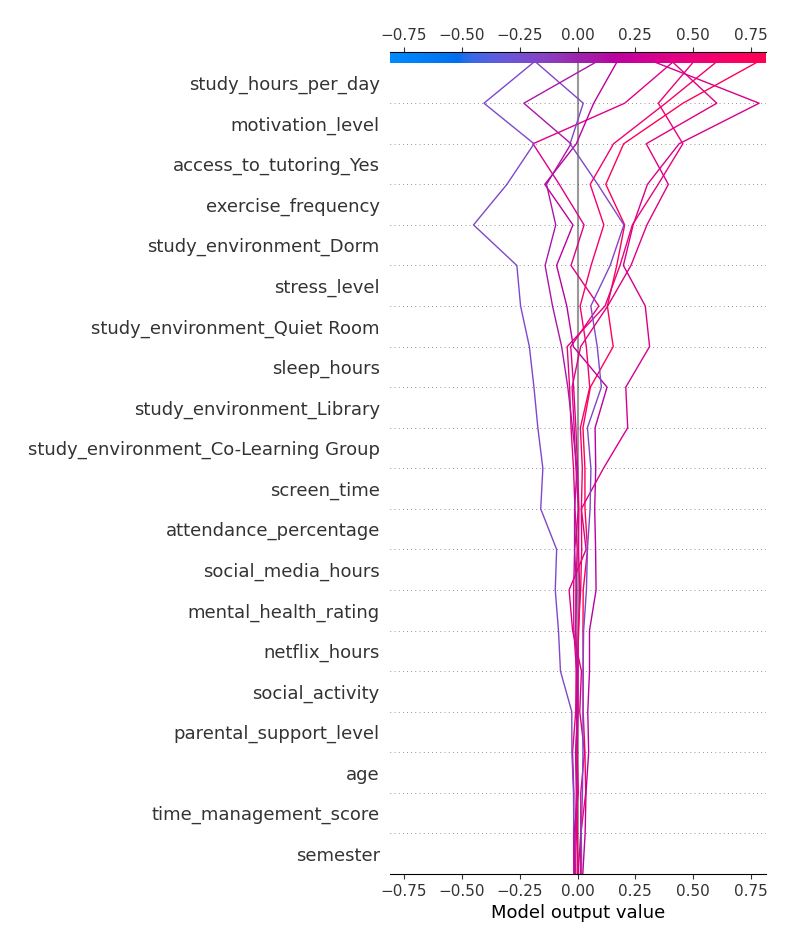 −0.75 −0.50 −0.25 0.00 0.25 0.50 0.75
study_hours_per_day
motivation_level
access_to_tutoring_Yes
exercise_frequency
study_environment_Dorm
stress_level
study_environment_Quiet Room
sleep_hours
study_environment_Library
study_environment_Co-Learning Group
screen_time
attendance_percentage
social_media_hours
mental_health_rating
netflix_hours
social_activity
parental_support_level
age
time_management_score
semester
−0.75 −0.50 −0.25 0.00 0.25 0.50 0.75
Model output value